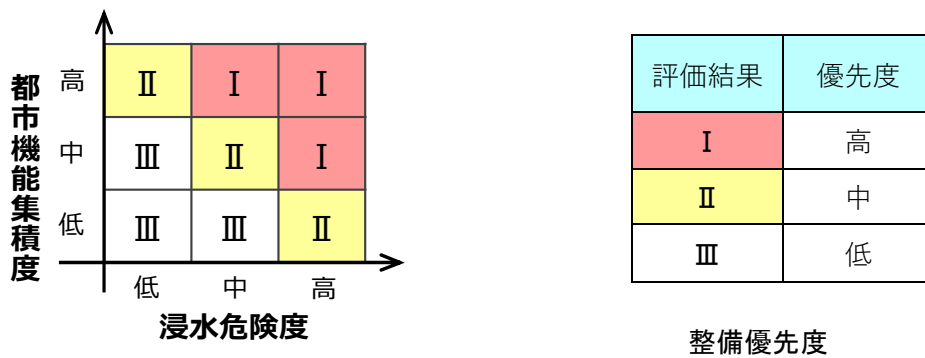 都市機能集積度
高 Ⅱ Ⅰ Ⅰ
中 Ⅲ Ⅱ Ⅰ
低 Ⅲ Ⅲ Ⅱ
低 中 高
浸水危険度
評価結果 優先度
Ⅰ 高
Ⅱ 中
Ⅲ 低
整備優先度